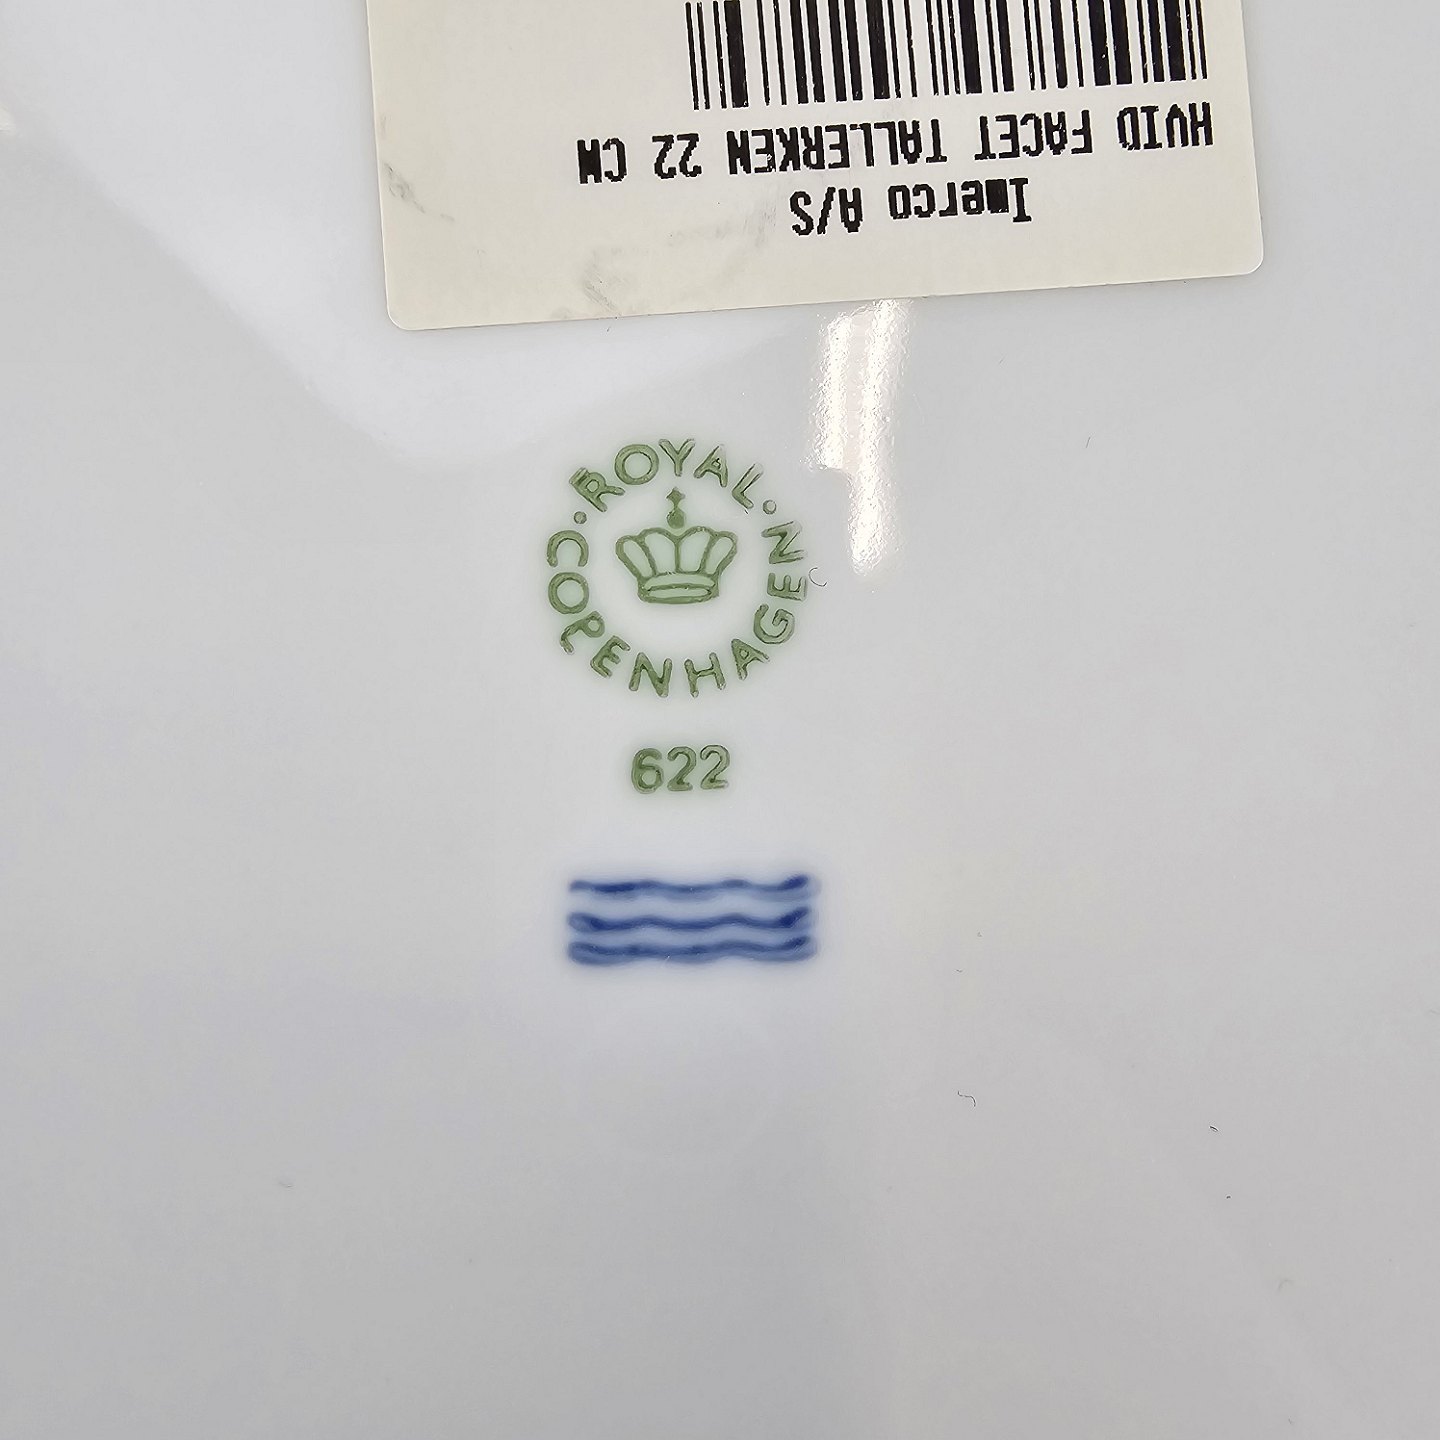 HVID FACET TALLERKEN 22 CM
Imerco A/S
ROYAL
COPENHAGEN
622